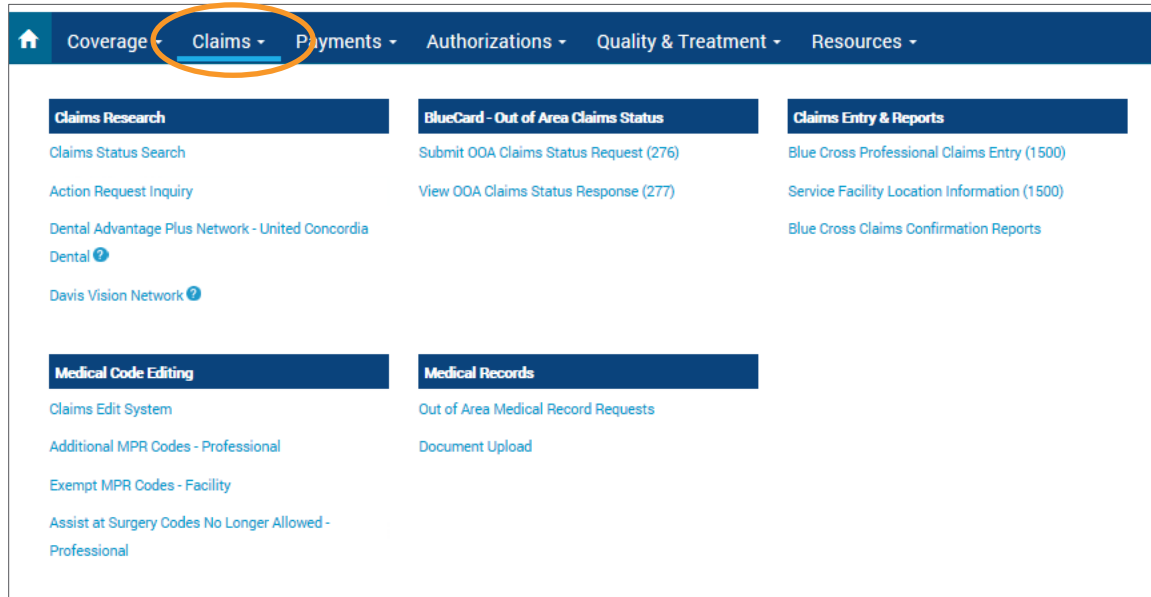 Coverage Claims Payments Authorizations Quality & Treatment Resources
Claims Research
Claims Status Search
Action Request Inquiry
Dental Advantage Plus Network - United Concordia
Dental ?
Davis Vision Network ?
BlueCard - Out of Area Claims Status
Submit OOA Claims Status Request (276)
View OOA Claims Status Response (277)
Claims Entry & Reports
Blue Cross Professional Claims Entry (1500)
Service Facility Location Information (1500)
Blue Cross Claims Confirmation Reports
Medical Code Editing
Claims Edit System
Additional MPR Codes - Professional
Exempt MPR Codes - Facility
Assist at Surgery Codes No Longer Allowed -
Professional
Medical Records
Out of Area Medical Record Requests
Document Upload